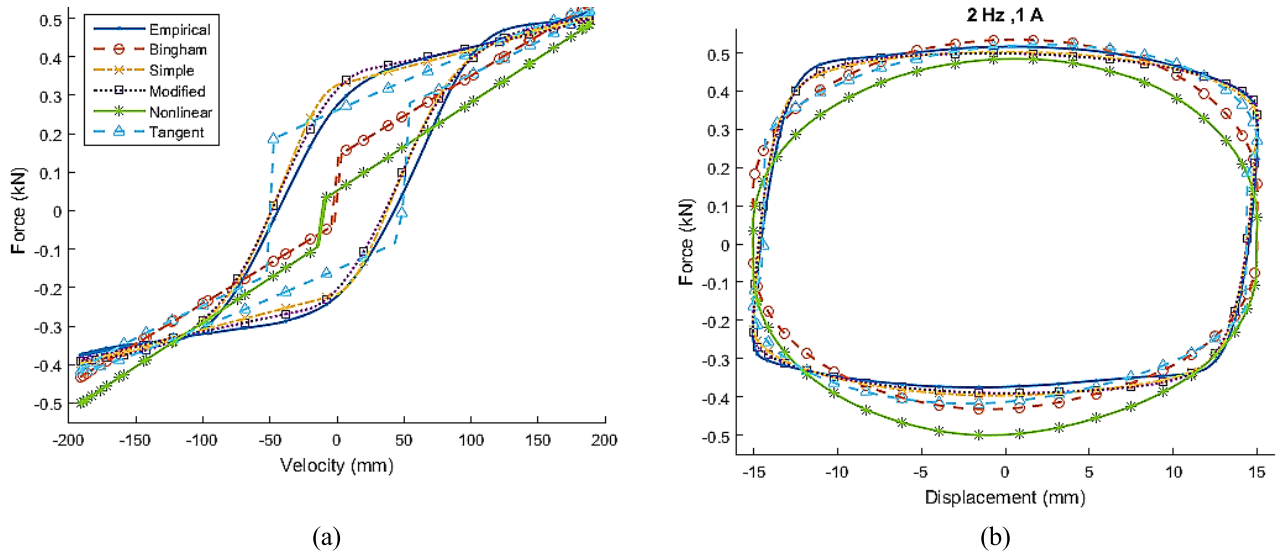 2 Hz ,1 A
Empirical
Bingham
Simple
Modified
Nonlinear
Tangent
0.5
0.4
0.3
0.2
0.1
0
-0.1
-0.2
-0.3
-0.4
-0.5
Force (kN)
-200
-150
-100
-50
0
50
100
150
200
Velocity (mm)
(a)
0.5
0.4
0.3
0.2
0.1
0
-0.1
-0.2
-0.3
-0.4
-0.5
Force (kN)
-15
-10
-5
0
5
10
15
Displacement (mm)
(b)